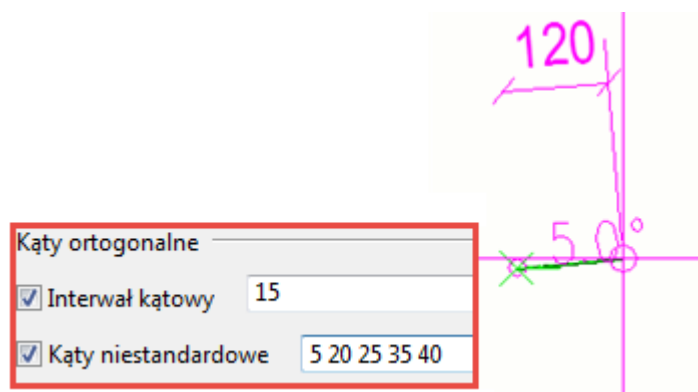 120
5.0°
Kąty ortogonalne
Interwał kątowy 15
Kąty niestandardowe 5 20 25 35 40